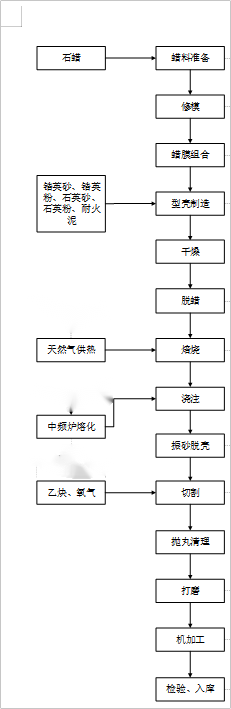 石蜡
蜡料准备
修模
蜡膜组合
锆英砂、锆英
粉、石英砂、
石英粉、耐火
泥
型壳制造
干燥
脱蜡
天然气供热
焙烧
浇注
中频炉熔化
振砂脱壳
乙炔、氧气
切割
抛丸清理
打磨
机加工
检验、入库